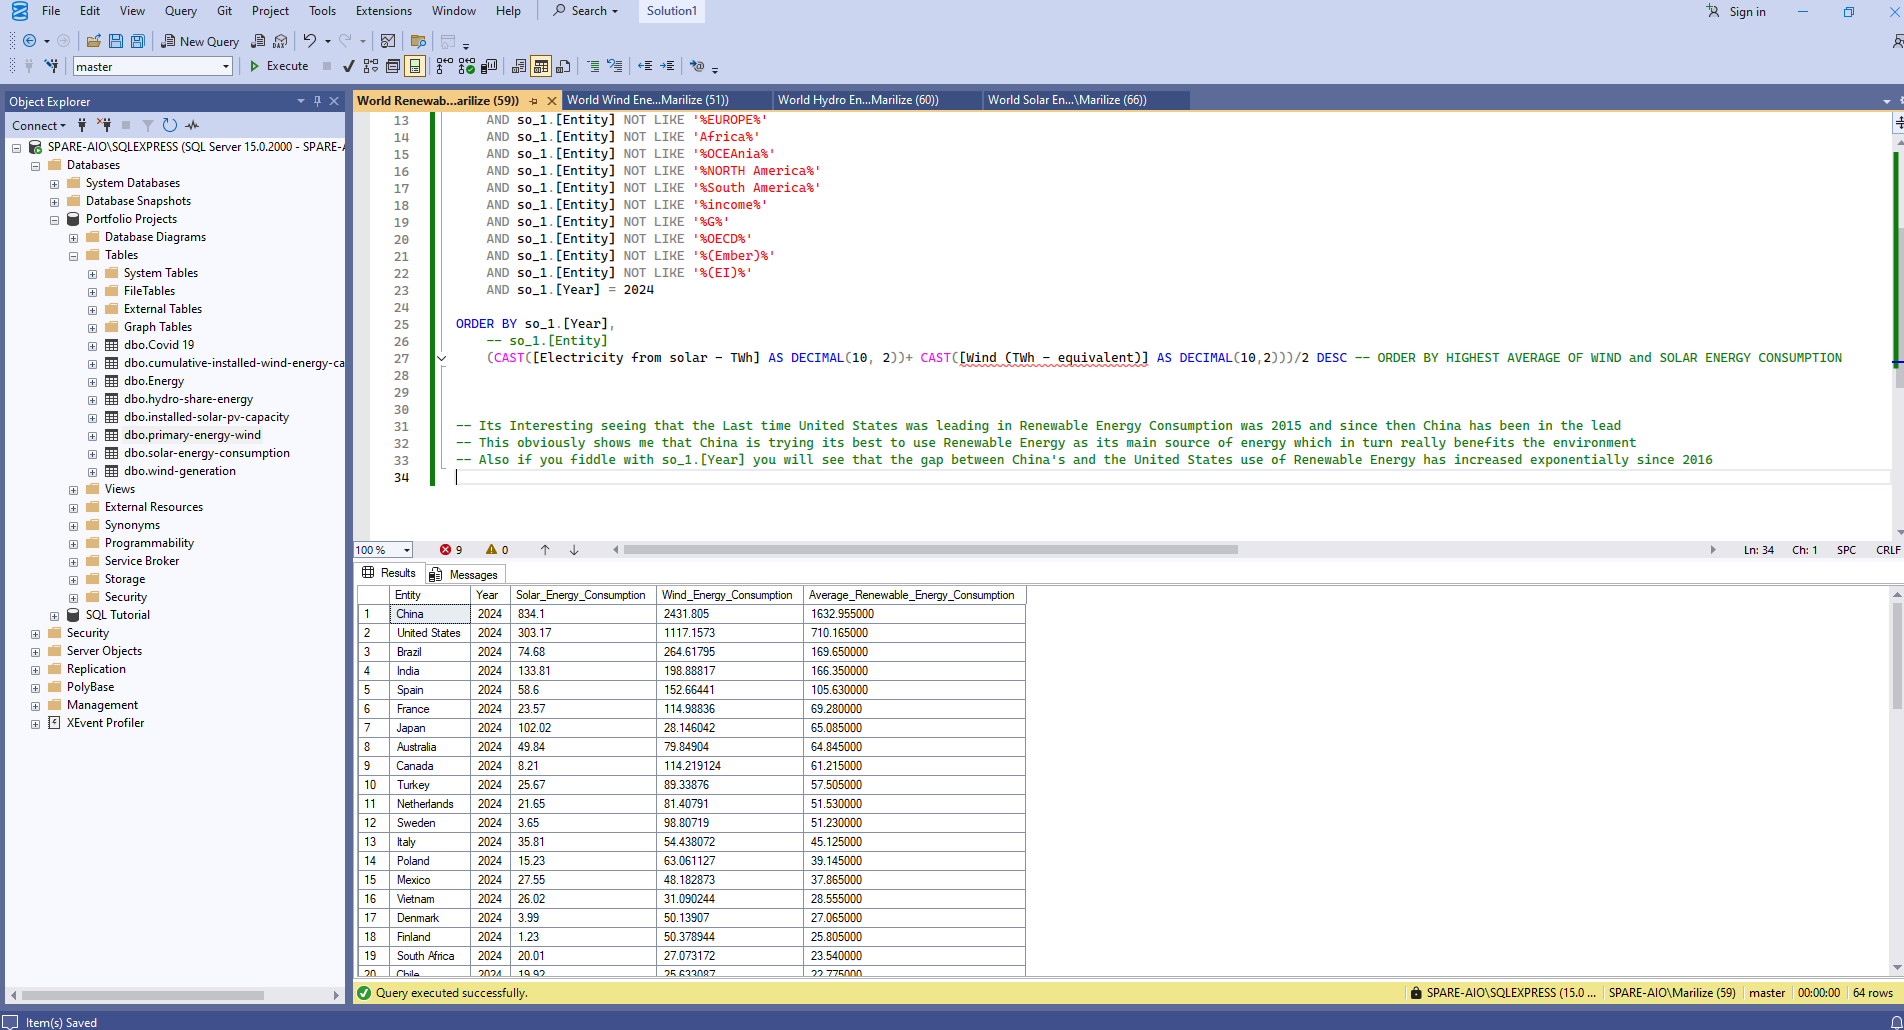 File Edit View Query Git Project Tools Extensions Window Help Search Solution1 Sign in
New Query DAX
master Execute
Object Explorer
Connect
SPARE-AIO\SQLEXPRESS (SQL Server 15.0.2000 - SPARE-A
Databases
System Databases
Database Snapshots
Portfolio Projects
Database Diagrams
Tables
System Tables
FileTables
External Tables
Graph Tables
dbo.Covid 19
dbo.cumulative-installed-wind-energy-ca
dbo.Energy
dbo.hydro-share-energy
dbo.installed-solar-pv-capacity
dbo.primary-energy-wind
dbo.solar-energy-consumption
dbo.wind-generation
Views
External Resources
Synonyms
Programmability
Service Broker
Storage
Security
SQL Tutorial
Security
Server Objects
Replication
PolyBase
Management
XEvent Profiler
World Renewab...arilize (59)) World Wind Ene...Marilize (51)) World Hydro En...Marilize (60)) World Solar En...\Marilize (66))
13 AND so_1.[Entity] NOT LIKE '%EUROPE%'
14 AND so_1.[Entity] NOT LIKE 'Africa%'
15 AND so_1.[Entity] NOT LIKE '%OCEAnia%'
16 AND so_1.[Entity] NOT LIKE '%NORTH America%'
17 AND so_1.[Entity] NOT LIKE '%South America%'
18 AND so_1.[Entity] NOT LIKE '%income%'
19 AND so_1.[Entity] NOT LIKE '%G%'
20 AND so_1.[Entity] NOT LIKE '%OECD%'
21 AND so_1.[Entity] NOT LIKE '%(Ember)%'
22 AND so_1.[Entity] NOT LIKE '%(EI)%'
23 AND so_1.[Year] = 2024
24
25 ORDER BY so_1.[Year],
26 -- so_1.[Entity]
27 (CAST([Electricity from solar - TWh] AS DECIMAL(10, 2))+ CAST([Wind (TWh - equivalent)] AS DECIMAL(10,2)))/2 DESC -- ORDER BY HIGHEST AVERAGE OF WIND and SOLAR ENERGY CONSUMPTION
28
29
30
31 -- Its Interesting seeing that the Last time United States was leading in Renewable Energy Consumption was 2015 and since then China has been in the lead
32 -- This obviously shows me that China is trying its best to use Renewable Energy as its main source of energy which in turn really benefits the environment
33 -- Also if you fiddle with so_1.[Year] you will see that the gap between China's and the United States use of Renewable Energy has increased exponentially since 2016
34
100 % 9 0 Ln: 34 Ch: 1 SPC CRLF
Results Messages
Entity Year Solar_Energy_Consumption Wind_Energy_Consumption Average_Renewable_Energy_Consumption
1 China 2024 834.1 2431.805 1632.955000
2 United States 2024 303.17 1117.1573 710.165000
3 Brazil 2024 74.68 264.61795 169.650000
4 India 2024 133.81 198.88817 166.350000
5 Spain 2024 58.6 152.66441 105.630000
6 France 2024 23.57 114.98836 69.280000
7 Japan 2024 102.02 28.146042 65.085000
8 Australia 2024 49.84 79.84904 64.845000
9 Canada 2024 8.21 114.219124 61.215000
10 Turkey 2024 25.67 89.33876 57.505000
11 Netherlands 2024 21.65 81.40791 51.530000
12 Sweden 2024 3.65 98.80719 51.230000
13 Italy 2024 35.81 54.438072 45.125000
14 Poland 2024 15.23 63.061127 39.145000
15 Mexico 2024 27.55 48.182873 37.865000
16 Vietnam 2024 26.02 31.090244 28.555000
17 Denmark 2024 3.99 50.13907 27.065000
18 Finland 2024 1.23 50.378944 25.805000
19 South Africa 2024 20.01 27.073172 23.540000
20 Chile 2024 19.92 25.633087 22.775000
Query executed successfully. SPARE-AIO\SQLEXPRESS (15.0 ... SPARE-AIO\Marilize (59) master 00:00:00 64 rows
Item(s) Saved